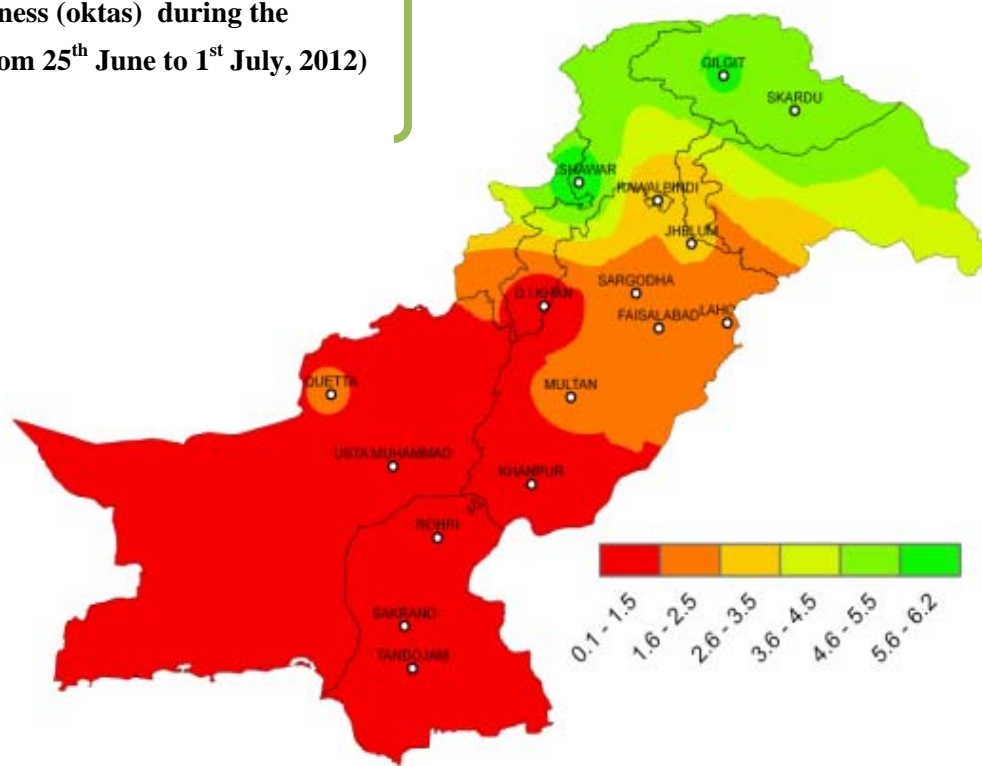 ness (oktas) during the
om 25th June to 1st July, 2012)
GILGIT
SKARDU
SHAWAR
RAWALPINDI
JHELUM
SARGODHA
D.I.KHAN
FAISALABAD LAHO
QUETTA
MULTAN
USTA MUHAMMAD
KHANPUR
ROHRI
SAKRAND
TANDOJAM
0.1 - 1.5
1.6 - 2.5
2.6 - 3.5
3.6 - 4.5
4.6 - 5.5
5.6 - 6.2